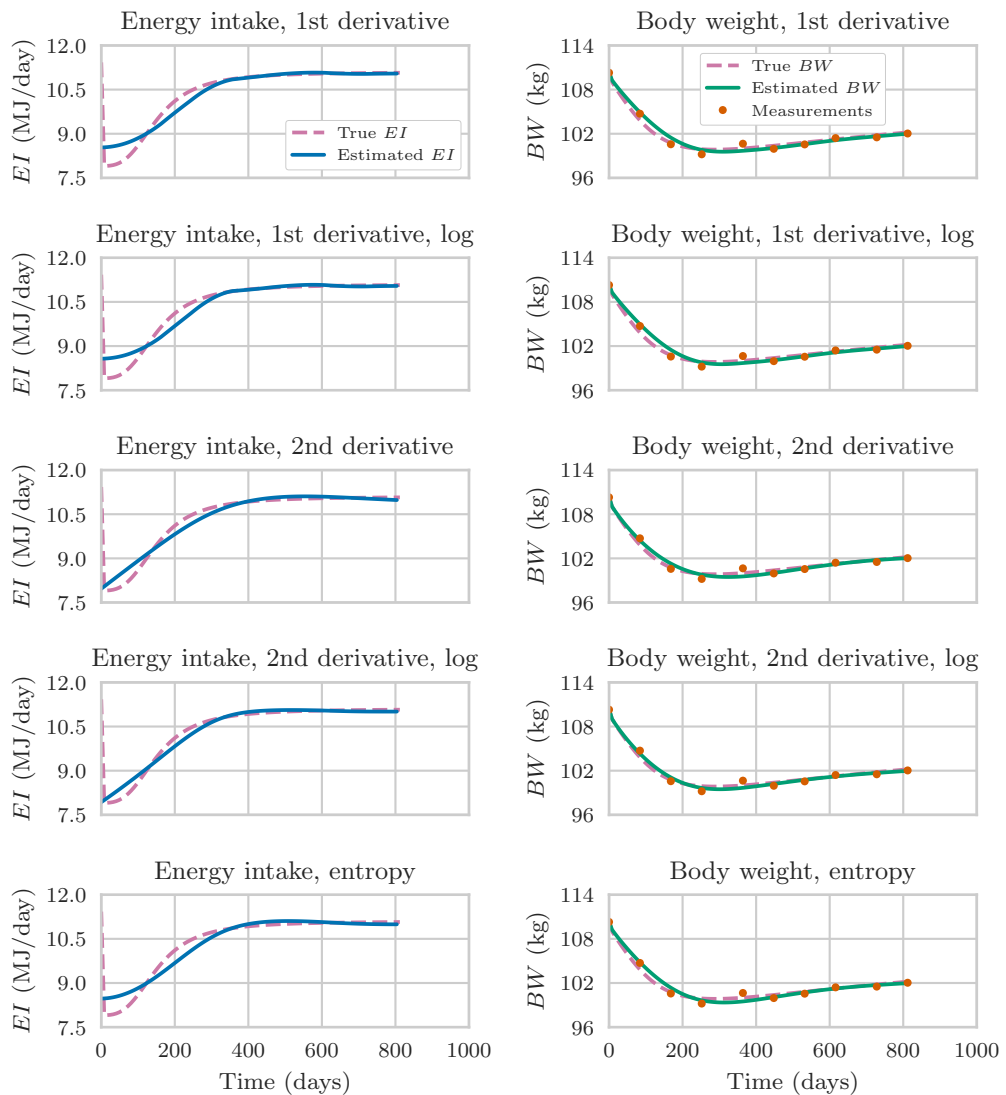 Energy intake, 1st derivative
EI (MJ/day)
12.0
10.5
9.0
7.5
True EI
Estimated EI
Body weight, 1st derivative
BW (kg)
114
108
102
96
True BW
Estimated BW
Measurements
Energy intake, 1st derivative, log
EI (MJ/day)
12.0
10.5
9.0
7.5
Body weight, 1st derivative, log
BW (kg)
114
108
102
96
Energy intake, 2nd derivative
EI (MJ/day)
12.0
10.5
9.0
7.5
Body weight, 2nd derivative
BW (kg)
114
108
102
96
Energy intake, 2nd derivative, log
EI (MJ/day)
12.0
10.5
9.0
7.5
Body weight, 2nd derivative, log
BW (kg)
114
108
102
96
Energy intake, entropy
EI (MJ/day)
12.0
10.5
9.0
7.5
0 200 400 600 800 1000
Time (days)
Body weight, entropy
BW (kg)
114
108
102
96
0 200 400 600 800 1000
Time (days)